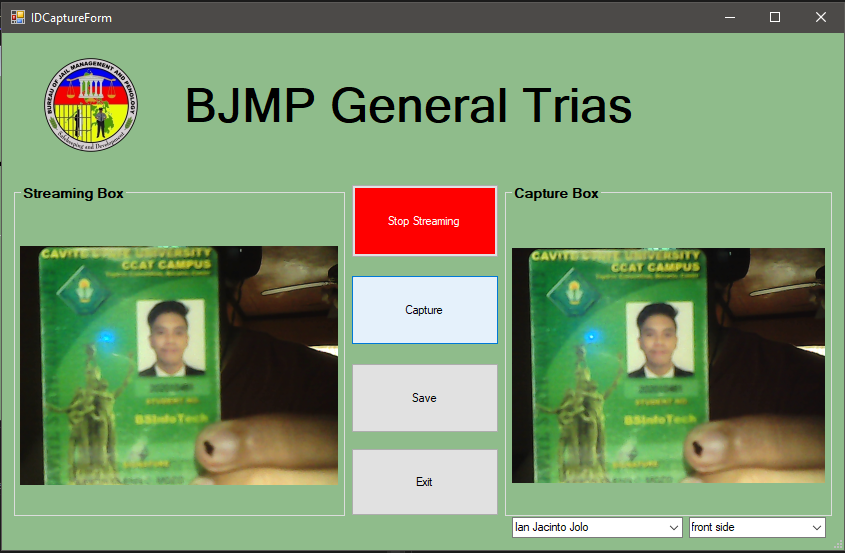 IDCaptureForm
BUREAU OF JAIL MANAGEMENT AND PENOLOGY
Safekeeping and Development
BJMP General Trias
Streaming Box
CAVITE STATE UNIVERSITY
CCAT CAMPUS
STUDENT NO.
BSInfoTech
SIGNATURE
Stop Streaming
Capture
Save
Exit
Capture Box
CAVITE STATE UNIVERSITY
CCAT CAMPUS
STUDENT NO.
BSInfoTech
Ian Jacinto Jolo
front side